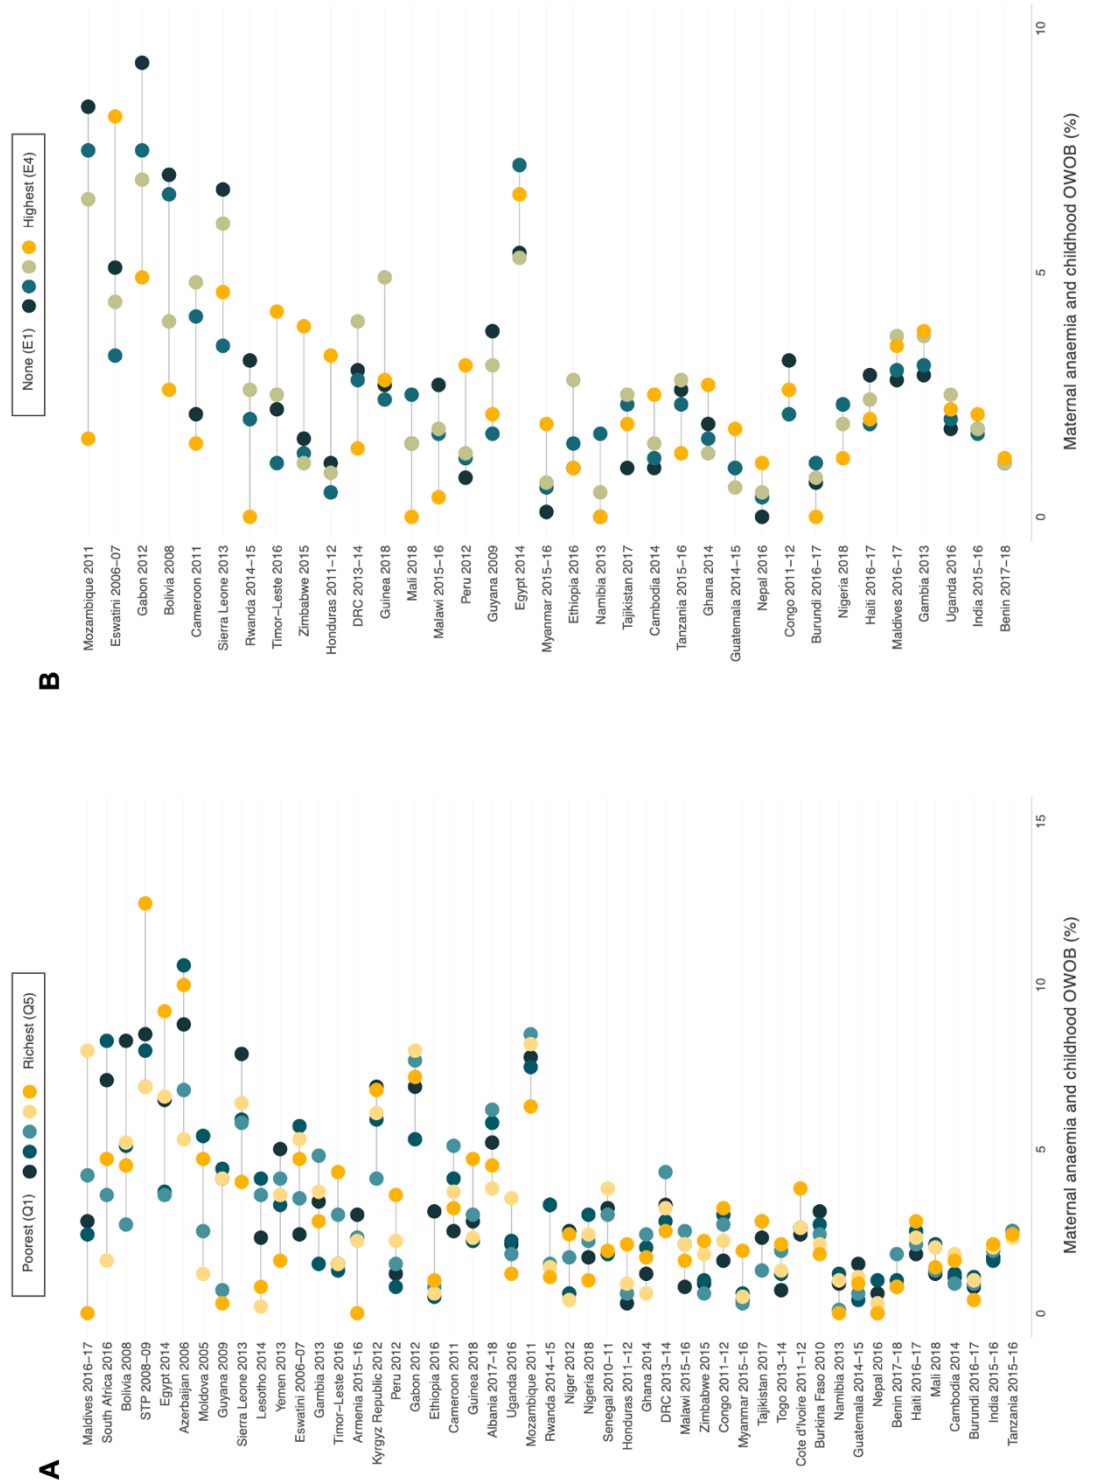 A
Poorest (Q1) Richest (Q5)
Maldives 2016–17
South Africa 2016
Bolivia 2008
STP 2008–09
Egypt 2014
Azerbaijan 2006
Moldova 2005
Guyana 2009
Sierra Leone 2013
Lesotho 2014
Yemen 2013
Eswatini 2006–07
Gambia 2013
Timor–Leste 2016
Armenia 2015–16
Kyrgyz Republic 2012
Peru 2012
Gabon 2012
Ethiopia 2016
Cameroon 2011
Guinea 2018
Albania 2017–18
Uganda 2016
Mozambique 2011
Rwanda 2014–15
Niger 2012
Nigeria 2018
Senegal 2010–11
Honduras 2011–12
Ghana 2014
DRC 2013–14
Malawi 2015–16
Zimbabwe 2015
Congo 2011–12
Myanmar 2015–16
Tajikistan 2017
Togo 2013–14
Cote d'Ivoire 2011–12
Burkina Faso 2010
Namibia 2013
Guatemala 2014–15
Nepal 2016
Benin 2017–18
Haiti 2016–17
Mali 2018
Cambodia 2014
Burundi 2016–17
India 2015–16
Tanzania 2015–16
0 5 10 15
Maternal anaemia and childhood OWOB (%)
B
None (E1) Highest (E4)
Mozambique 2011
Eswatini 2006–07
Gabon 2012
Bolivia 2008
Cameroon 2011
Sierra Leone 2013
Rwanda 2014–15
Timor–Leste 2016
Zimbabwe 2015
Honduras 2011–12
DRC 2013–14
Guinea 2018
Mali 2018
Malawi 2015–16
Peru 2012
Guyana 2009
Egypt 2014
Myanmar 2015–16
Ethiopia 2016
Namibia 2013
Tajikistan 2017
Cambodia 2014
Tanzania 2015–16
Ghana 2014
Guatemala 2014–15
Nepal 2016
Congo 2011–12
Burundi 2016–17
Nigeria 2018
Haiti 2016–17
Maldives 2016–17
Gambia 2013
Uganda 2016
India 2015–16
Benin 2017–18
0 5 10
Maternal anaemia and childhood OWOB (%)